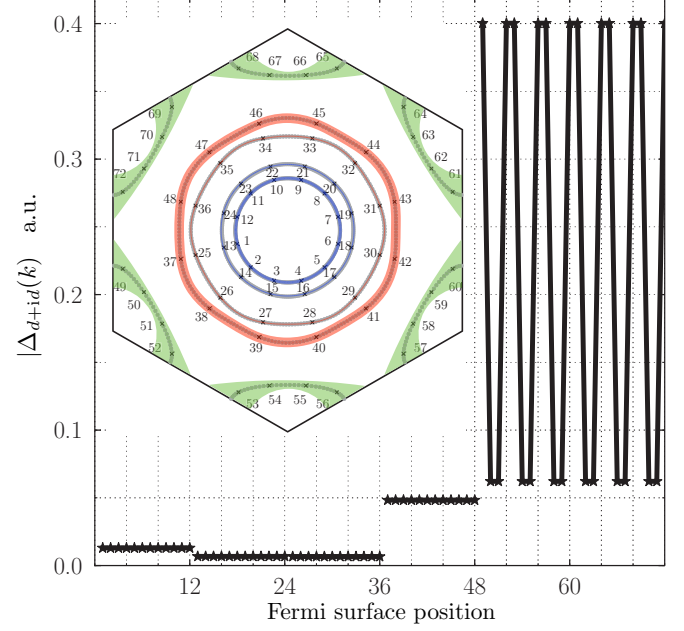 0.4
0.3
0.2
0.1
0.0
|Δd+id(k)| a.u.
68 67 66 65
69 64
70 63
71 62
72 61
46 45
47 44
34 33
35 32
22 21
23 10 9 20
48 11 8 43
36 24 12 7 19 31
1 6
25 13 18 30
37 2 5 42
14 3 4 17
26 15 16 29
38 27 28 41
39 40
49 60
50 59
51 58
52 57
53 54 55 56
12 24 36 48 60
Fermi surface position